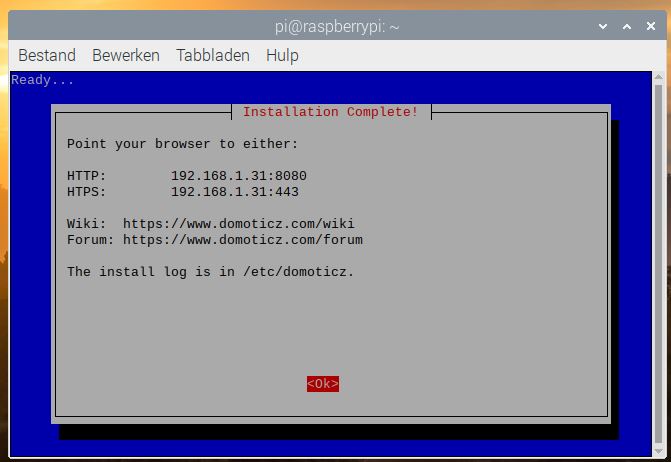 pi@raspberrypi: ~
Bestand Bewerken Tabbladen Hulp
Ready...
Installation Complete!
Point your browser to either:
HTTP: 192.168.1.31:8080
HTPS: 192.168.1.31:443
Wiki: https://www.domoticz.com/wiki
Forum: https://www.domoticz.com/forum
The install log is in /etc/domoticz.
<Ok>